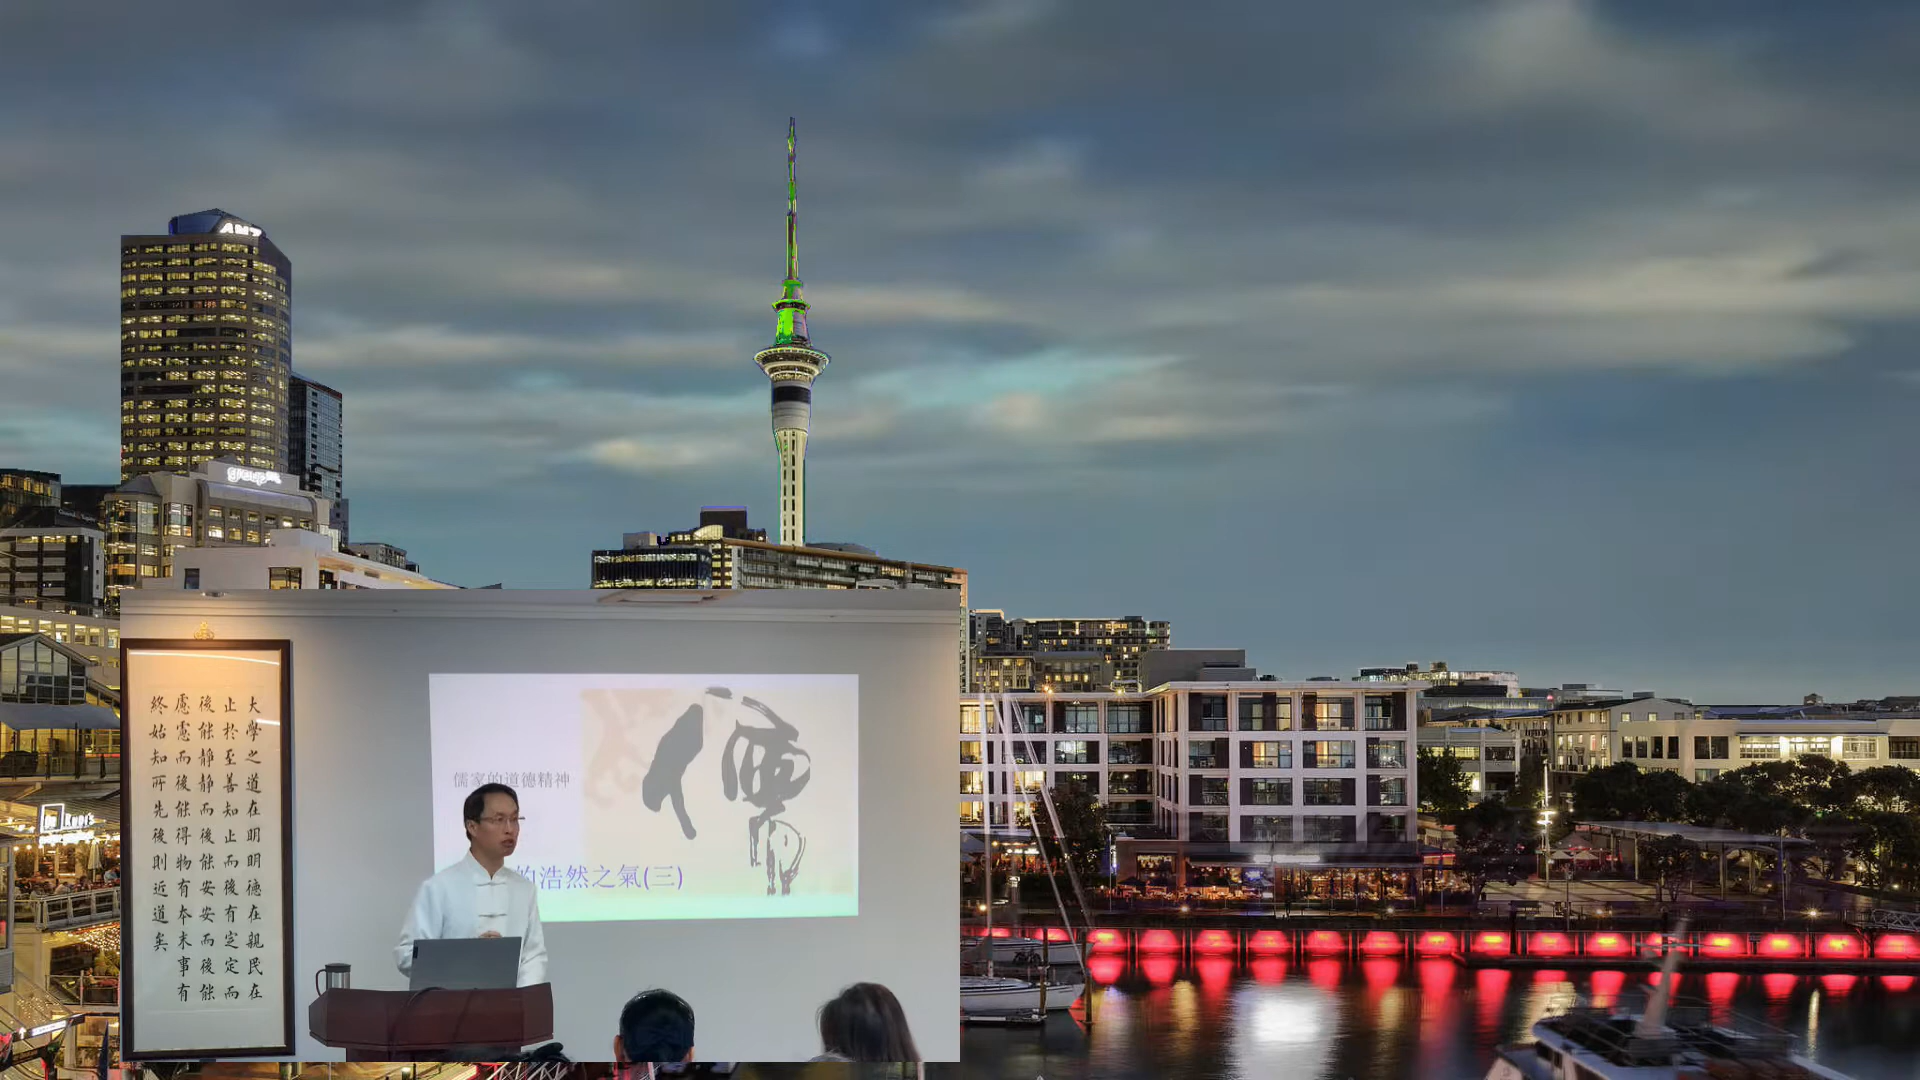 ANZ
大學之道在明明德在親民在
止於至善知止而後有定定而
後能靜靜而後能安安而後能
慮慮而後能得物有本末事有
終始知所先後則近道矣
儒
儒家的道德精神
的浩然之氣(三)